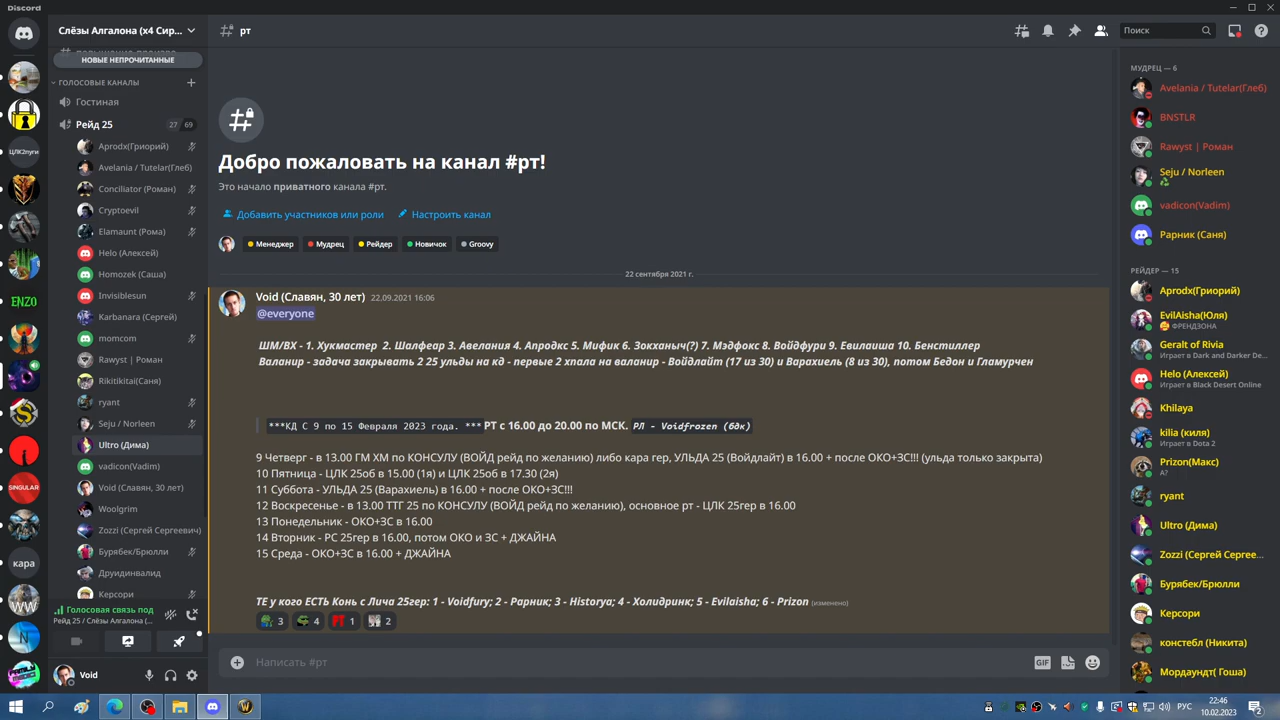 Discord
Слёзы Алгалона (x4 Сир...
НОВЫЕ НЕПРОЧИТАННЫЕ
ГОЛОСОВЫЕ КАНАЛЫ
Гостиная
Рейд 25
27 69
Aprodx(Гриорий)
Avelania / Tutelar(Глеб)
Conciliator (Роман)
Cryptoevil
Elamaunt (Рома)
Helo (Алексей)
Homozek (Саша)
Invisiblesun
Karbanara (Сергей)
momcom
Rawyst | Роман
Rikitikitai(Саня)
ryant
Seju / Norleen
Ultro (Дима)
vadicon(Vadim)
Void (Славян, 30 лет)
Woolgrim
Zozzi (Сергей Сергеевич)
Бурябек/Брюлли
Друидинвалид
Керсори
Голосовая связь под
Рейд 25 / Слёзы Алгалона (...
Void
ЦЛК2пуги
ENZO
SINGULAR
кара
WW
рт
Поиск
Добро пожаловать на канал #рт!
Это начало приватного канала #рт.
Добавить участников или роли
Настроить канал
Менеджер
Мудрец
Рейдер
Новичок
Groovy
22 сентября 2021 г.
Void (Славян, 30 лет) 22.09.2021 16:06
@everyone
ШМ/ВХ - 1. Хукмастер 2. Шалфеар 3. Авелания 4. Апродкс 5. Мифик 6. Зокханыч(?) 7. Мэдфокс 8. Войдфури 9. Евилаиша 10. Бенстиллер
Валанир - задача закрывать 2 25 ульды на кд - первые 2 хпала на валанир - Войдлайт (17 из 30) и Варахиель (8 из 30), потом Бедон и Гламурчен
***КД С 9 по 15 Февраля 2023 года. *** РТ с 16.00 до 20.00 по МСК. РЛ - Voidfrozen (бдк)
9 Четверг - в 13.00 ГМ ХМ по КОНСУЛУ (ВОЙД рейд по желанию) либо кара гер, УЛЬДА 25 (Войдлайт) в 16.00 + после ОКО+ЗС!!! (ульда только закрыта)
10 Пятница - ЦЛК 25об в 15.00 (1я) и ЦЛК 25об в 17.30 (2я)
11 Суббота - УЛЬДА 25 (Варахиель) в 16.00 + после ОКО+ЗС!!!
12 Воскресенье - в 13.00 ТТГ 25 по КОНСУЛУ (ВОЙД рейд по желанию), основное рт - ЦЛК 25гер в 16.00
13 Понедельник - ОКО+ЗС в 16.00
14 Вторник - РС 25гер в 16.00, потом ОКО и ЗС + ДЖАЙНА
15 Среда - ОКО+ЗС в 16.00 + ДЖАЙНА
ТЕ у кого ЕСТЬ Конь с Лича 25гер: 1 - Voidfury; 2 - Рарник; 3 - Historya; 4 - Холидринк; 5 - Evilaisha; 6 - Prizon (изменено)
3 4 1 2
Написать #рт
GIF
МУДРЕЦ — 6
Avelania / Tutelar(Глеб)
BNSTLR
Rawyst | Роман
Seju / Norleen
vadicon(Vadim)
Рарник (Саня)
РЕЙДЕР — 15
Aprodx(Гриорий)
EvilAisha(Юля)
ФРЕНДЗОНА
Geralt of Rivia
Играет в Dark and Darker De...
Helo (Алексей)
Играет в Black Desert Online
Khilaya
kilia (киля)
Играет в Dota 2
Prizon(Макс)
А?
ryant
Ultro (Дима)
Zozzi (Сергей Сергее...
Бурябек/Брюлли
Керсори
констебл (Никита)
Мордаундт( Гоша)
РУС
22:46
10.02.2023
2